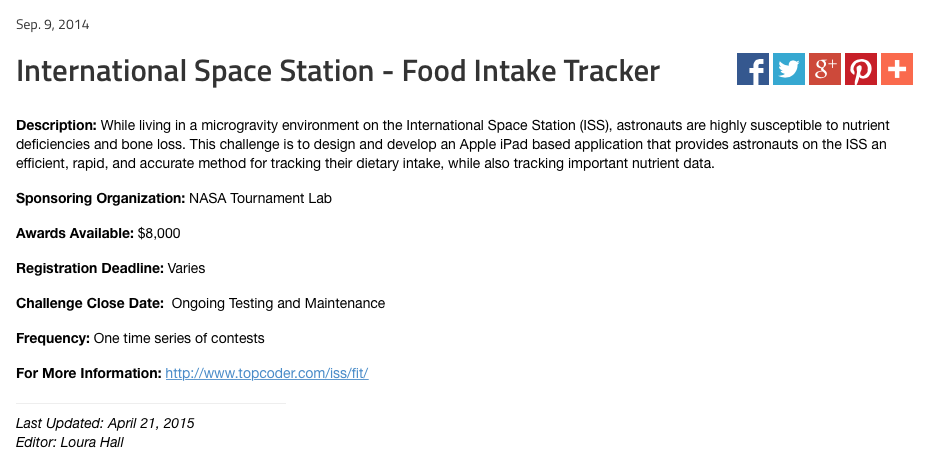 Sep. 9, 2014
International Space Station - Food Intake Tracker
Description: While living in a microgravity environment on the International Space Station (ISS), astronauts are highly susceptible to nutrient
deficiencies and bone loss. This challenge is to design and develop an Apple iPad based application that provides astronauts on the ISS an
efficient, rapid, and accurate method for tracking their dietary intake, while also tracking important nutrient data.
Sponsoring Organization: NASA Tournament Lab
Awards Available: $8,000
Registration Deadline: Varies
Challenge Close Date: Ongoing Testing and Maintenance
Frequency: One time series of contests
For More Information: http://www.topcoder.com/iss/fit/
Last Updated: April 21, 2015
Editor: Loura Hall